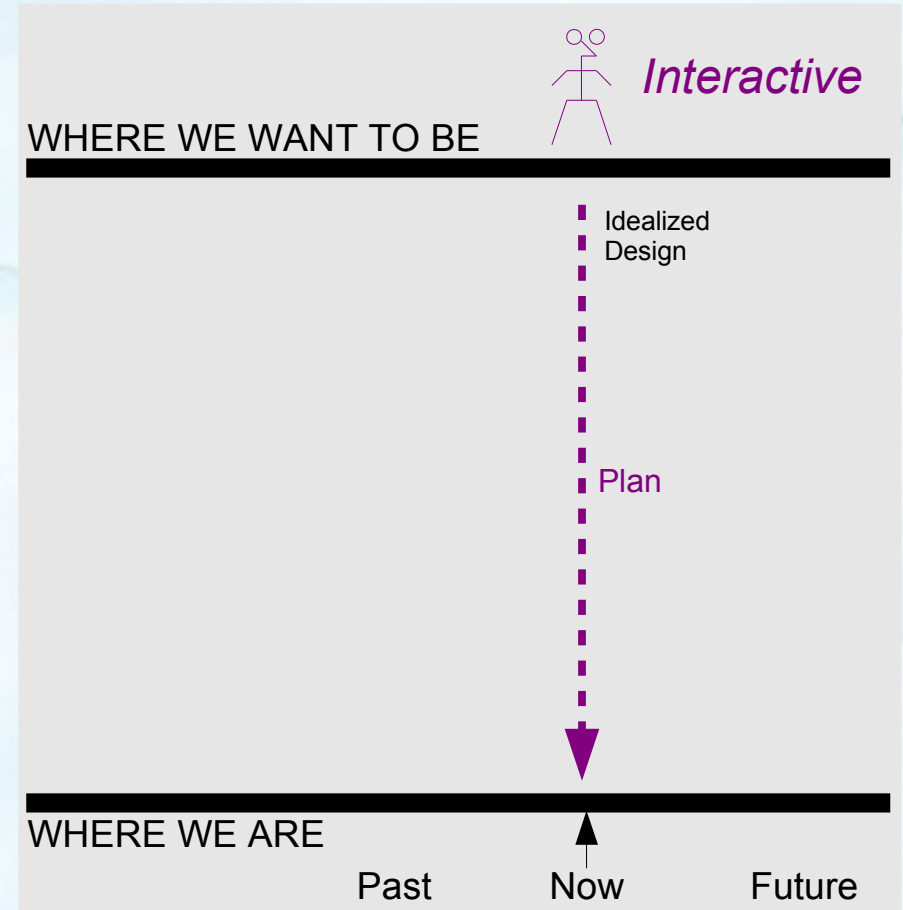 Interactive
WHERE WE WANT TO BE
Idealized
Design
Plan
WHERE WE ARE
Past Now Future